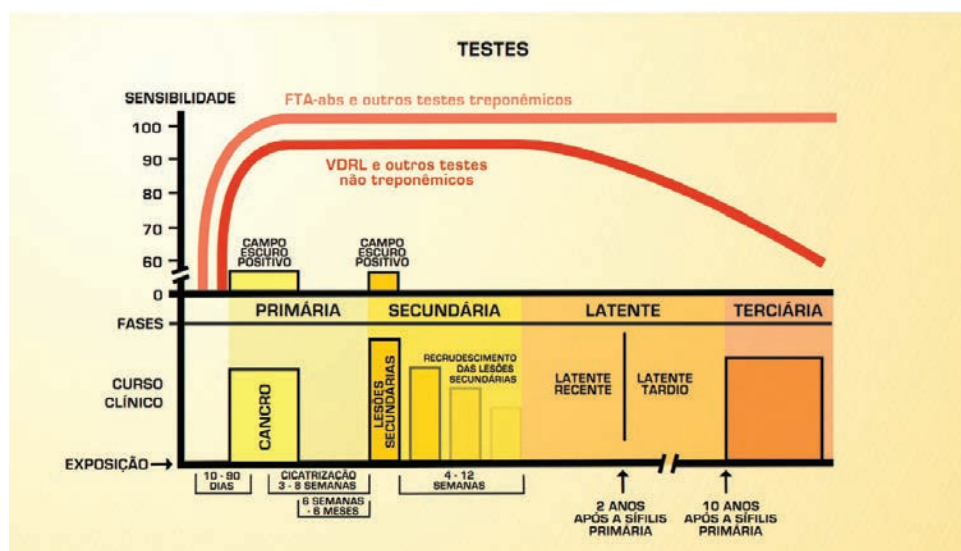 TESTES
SENSIBILIDADE
FTA-abs e outros testes treponêmicos
100
90
80
70
60
0
VDRL e outros testes
não treponêmicos
CAMPO
ESCURO
POSITIVO
CAMPO
ESCURO
POSITIVO
FASES
PRIMÁRIA
SECUNDÁRIA
LATENTE
TERCIÁRIA
CURSO
CLÍNICO
CANCRO
LESÕES
SECUNDÁRIAS
RECRUDESCIMENTO
DAS LESÕES
SECUNDÁRIAS
LATENTE
RECENTE
LATENTE
TARDIO
EXPOSIÇÃO
10 - 90
DIAS
CICATRIZAÇÃO
3 - 8 SEMANAS
6 SEMANAS
- 6 MESES
4 - 12
SEMANAS
2 ANOS
APÓS A SÍFILIS
PRIMÁRIA
10 ANOS
APÓS A SÍFILIS
PRIMÁRIA